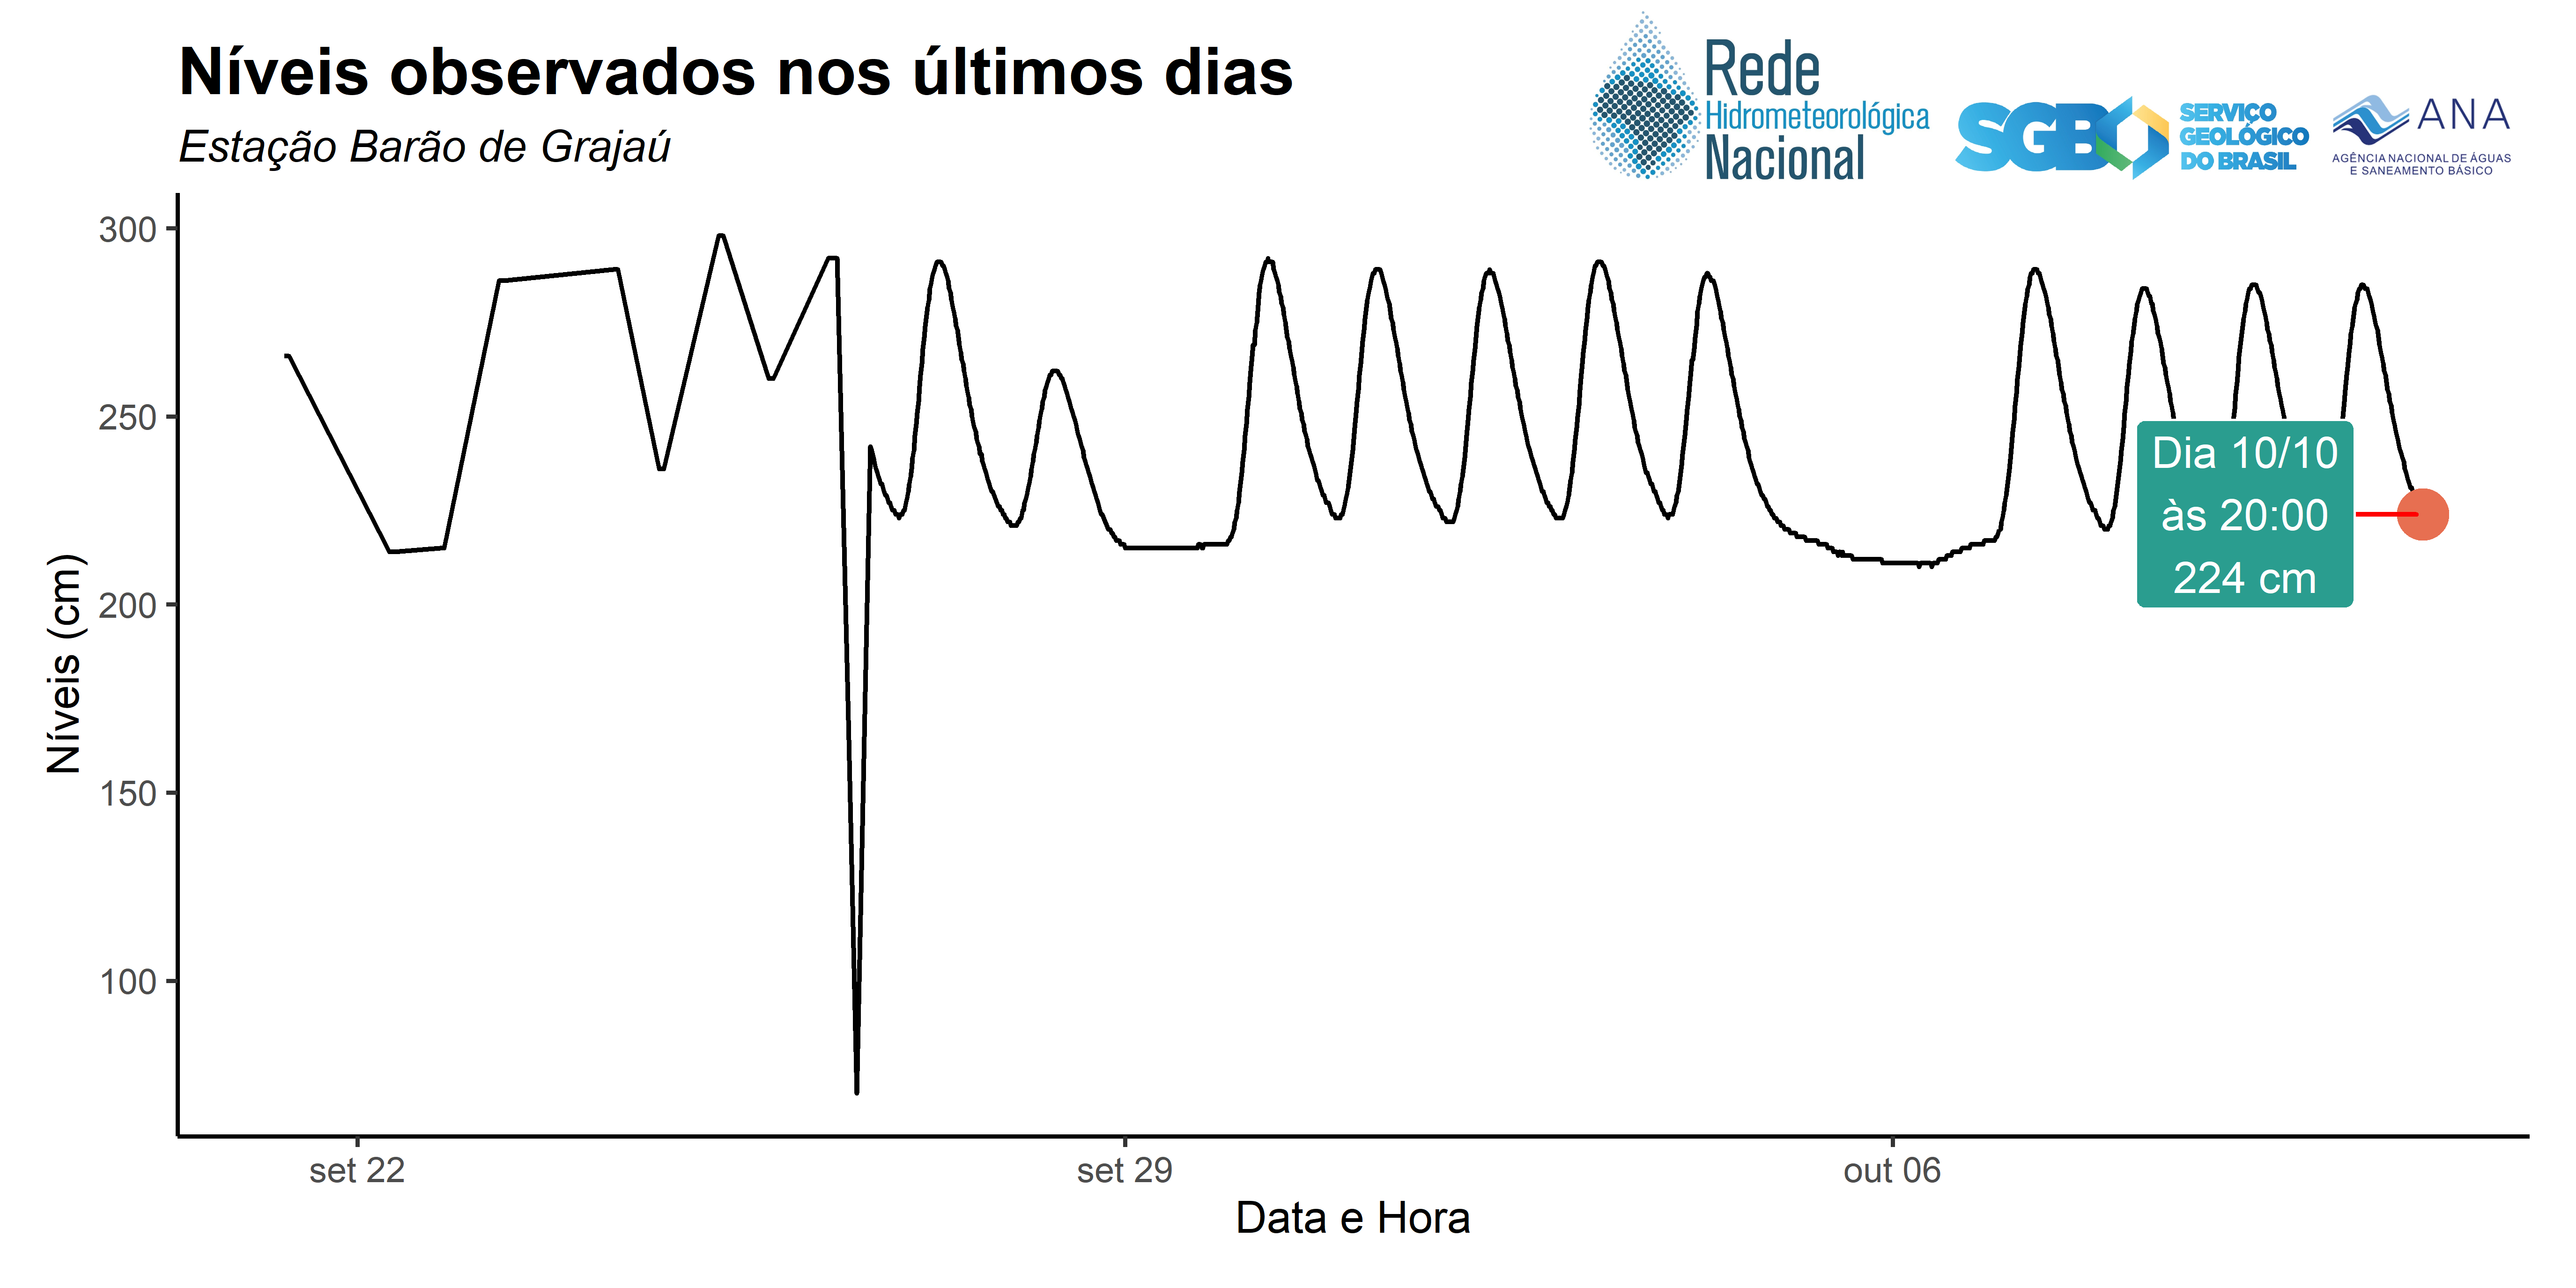 Níveis observados nos últimos dias
Estação Barão de Grajaú
Rede
Hidrometeorológica
Nacional
SGB
SERVIÇO
GEOLÓGICO
DO BRASIL
ANA
AGÊNCIA NACIONAL DE ÁGUAS
E SANEAMENTO BÁSICO
Níveis (cm)
300
250
200
150
100
Dia 10/10
às 20:00
224 cm
set 22
set 29
out 06
Data e Hora